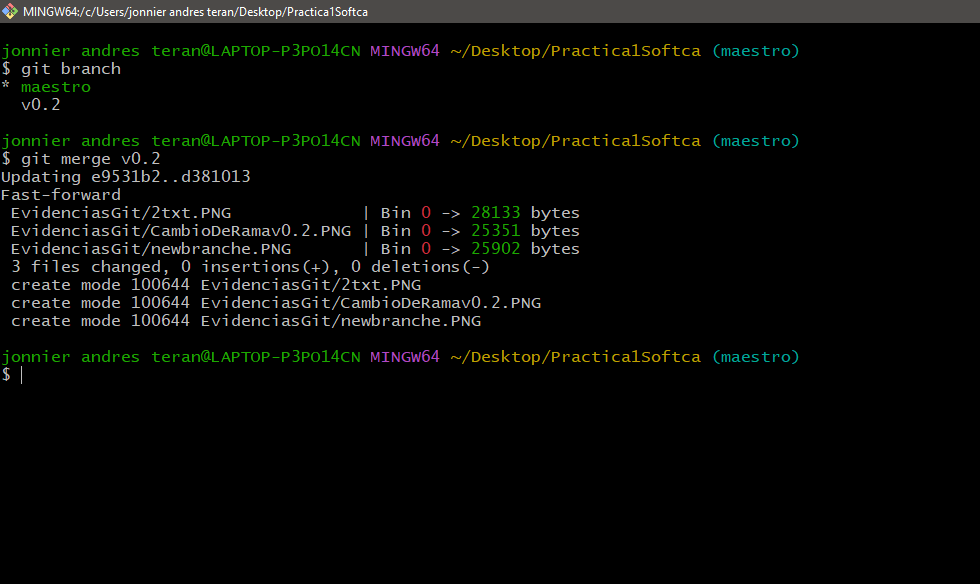 MINGW64:/c/Users/jonnier andres teran/Desktop/Practica1Softca
jonnier andres teran@LAPTOP-P3PO14CN MINGW64 ~/Desktop/Practica1Softca (maestro)
$ git branch
* maestro
  v0.2
jonnier andres teran@LAPTOP-P3PO14CN MINGW64 ~/Desktop/Practica1Softca (maestro)
$ git merge v0.2
Updating e9531b2..d381013
Fast-forward
 EvidenciasGit/2txt.PNG             | Bin 0 -> 28133 bytes
 EvidenciasGit/CambioDeRamav0.2.PNG | Bin 0 -> 25351 bytes
 EvidenciasGit/newbranche.PNG       | Bin 0 -> 25902 bytes
 3 files changed, 0 insertions(+), 0 deletions(-)
 create mode 100644 EvidenciasGit/2txt.PNG
 create mode 100644 EvidenciasGit/CambioDeRamav0.2.PNG
 create mode 100644 EvidenciasGit/newbranche.PNG
jonnier andres teran@LAPTOP-P3PO14CN MINGW64 ~/Desktop/Practica1Softca (maestro)
$